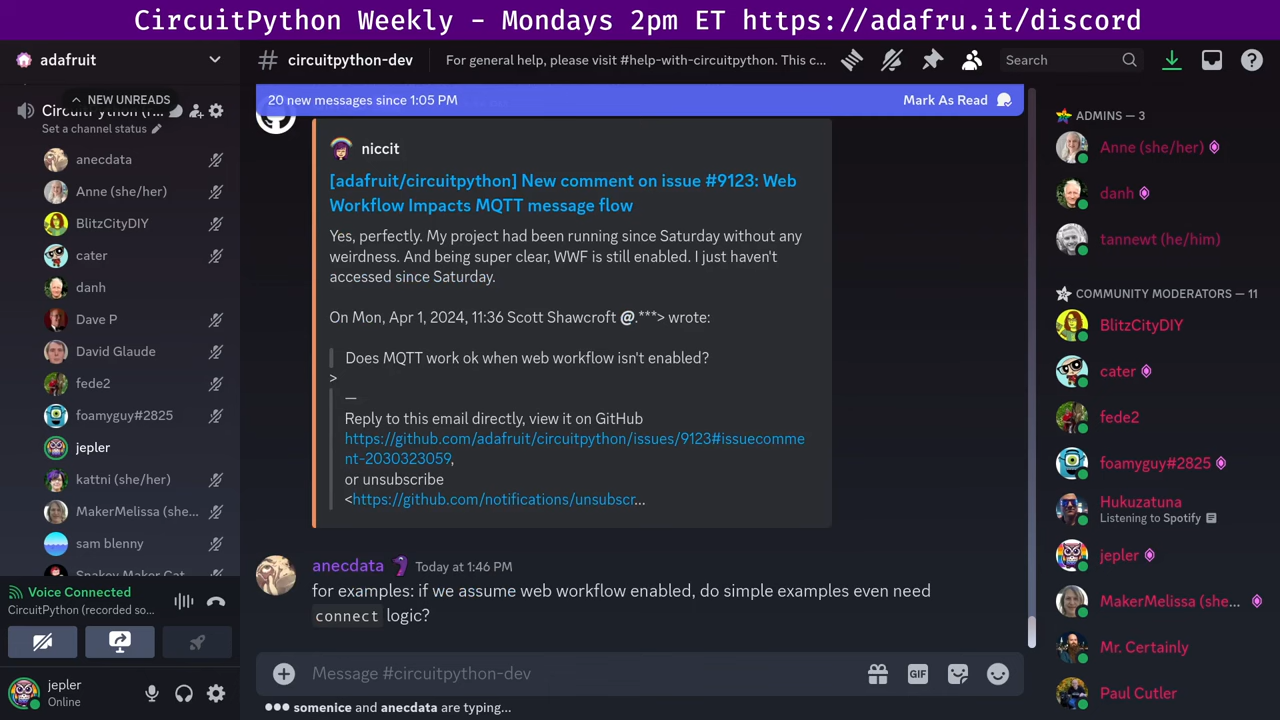 CircuitPython Weekly - Mondays 2pm ET https://adafru.it/discord
adafruit
NEW UNREADS
Set a channel status
anecdata
Anne (she/her)
BlitzCityDIY
cater
danh
Dave P
David Glaude
fede2
foamyguy#2825
jepler
kattni (she/her)
MakerMelissa (she...
sam blenny
Voice Connected
CircuitPython (recorded so...
jepler
Online
circuitpython-dev
For general help, please visit #help-with-circuitpython. This c...
Search
20 new messages since 1:05 PM
Mark As Read
niccit
[adafruit/circuitpython] New comment on issue #9123: Web
Workflow Impacts MQTT message flow
Yes, perfectly. My project had been running since Saturday without any
weirdness. And being super clear, WWF is still enabled. I just haven't
accessed since Saturday.
On Mon, Apr 1, 2024, 11:36 Scott Shawcroft @.***> wrote:
Does MQTT work ok when web workflow isn't enabled?
>
—
Reply to this email directly, view it on GitHub
https://github.com/adafruit/circuitpython/issues/9123#issuecomme
nt-2030323059,
or unsubscribe
<https://github.com/notifications/unsubscr...
anecdata Today at 1:46 PM
for examples: if we assume web workflow enabled, do simple examples even need
connect logic?
Message #circuitpython-dev
GIF
somenice and anecdata are typing...
ADMINS — 3
Anne (she/her)
danh
tannewt (he/him)
COMMUNITY MODERATORS — 11
BlitzCityDIY
cater
fede2
foamyguy#2825
Hukuzatuna
Listening to Spotify
jepler
MakerMelissa (she...
Mr. Certainly
Paul Cutler